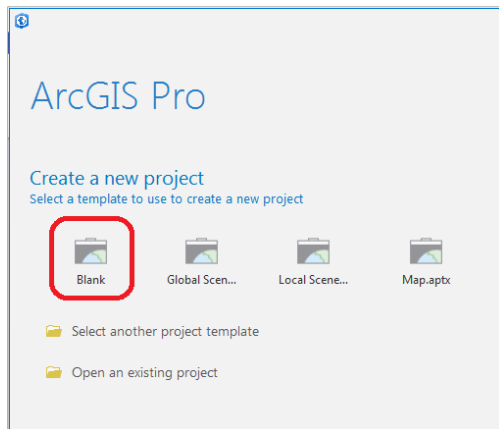 ArcGIS Pro
Create a new project
Select a template to use to create a new project
Blank
Global Scen...
Local Scene...
Map.aptx
Select another project template
Open an existing project